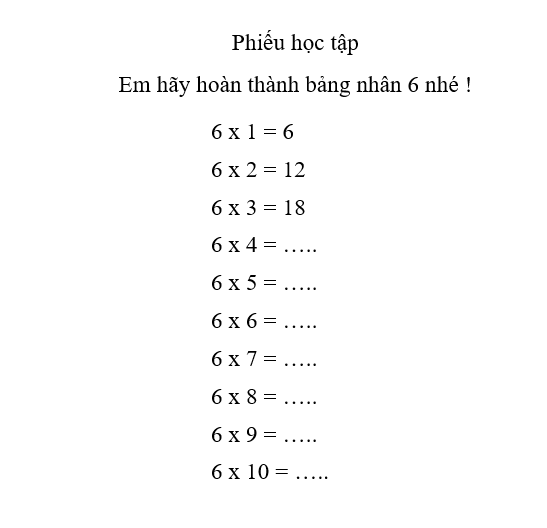 Phiếu học tập
Em hãy hoàn thành bảng nhân 6 nhé !
6 x 1 = 6
6 x 2 = 12
6 x 3 = 18
6 x 4 = …..
6 x 5 = …..
6 x 6 = …..
6 x 7 = …..
6 x 8 = …..
6 x 9 = …..
6 x 10 = …..